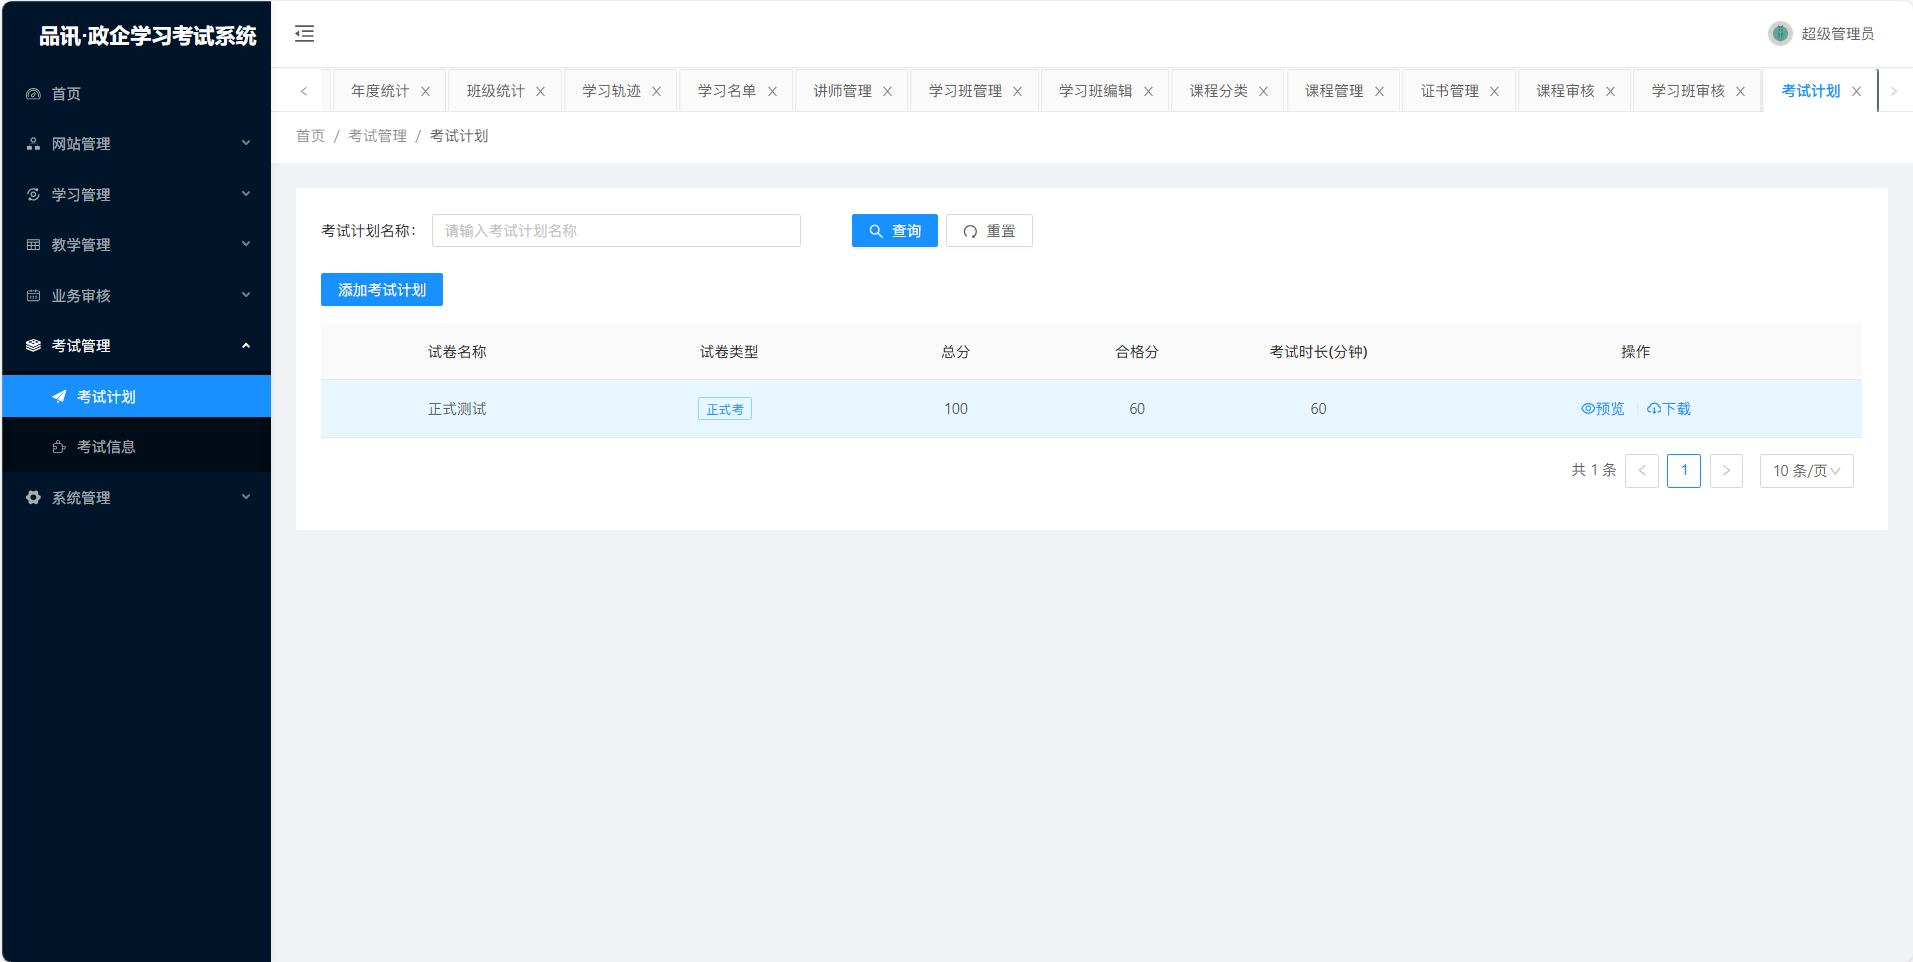 品讯·政企学习考试系统
超级管理员
首页
网站管理
学习管理
教学管理
业务审核
考试管理
考试计划
考试信息
系统管理
年度统计 班级统计 学习轨迹 学习名单 讲师管理 学习班管理 学习班编辑 课程分类 课程管理 证书管理 课程审核 学习班审核 考试计划
首页 / 考试管理 / 考试计划
考试计划名称： 请输入考试计划名称 查询 重置
添加考试计划
试卷名称 试卷类型 总分 合格分 考试时长(分钟) 操作
正式测试 正式考 100 60 60 预览 下载
共 1 条 < 1 > 10 条/页